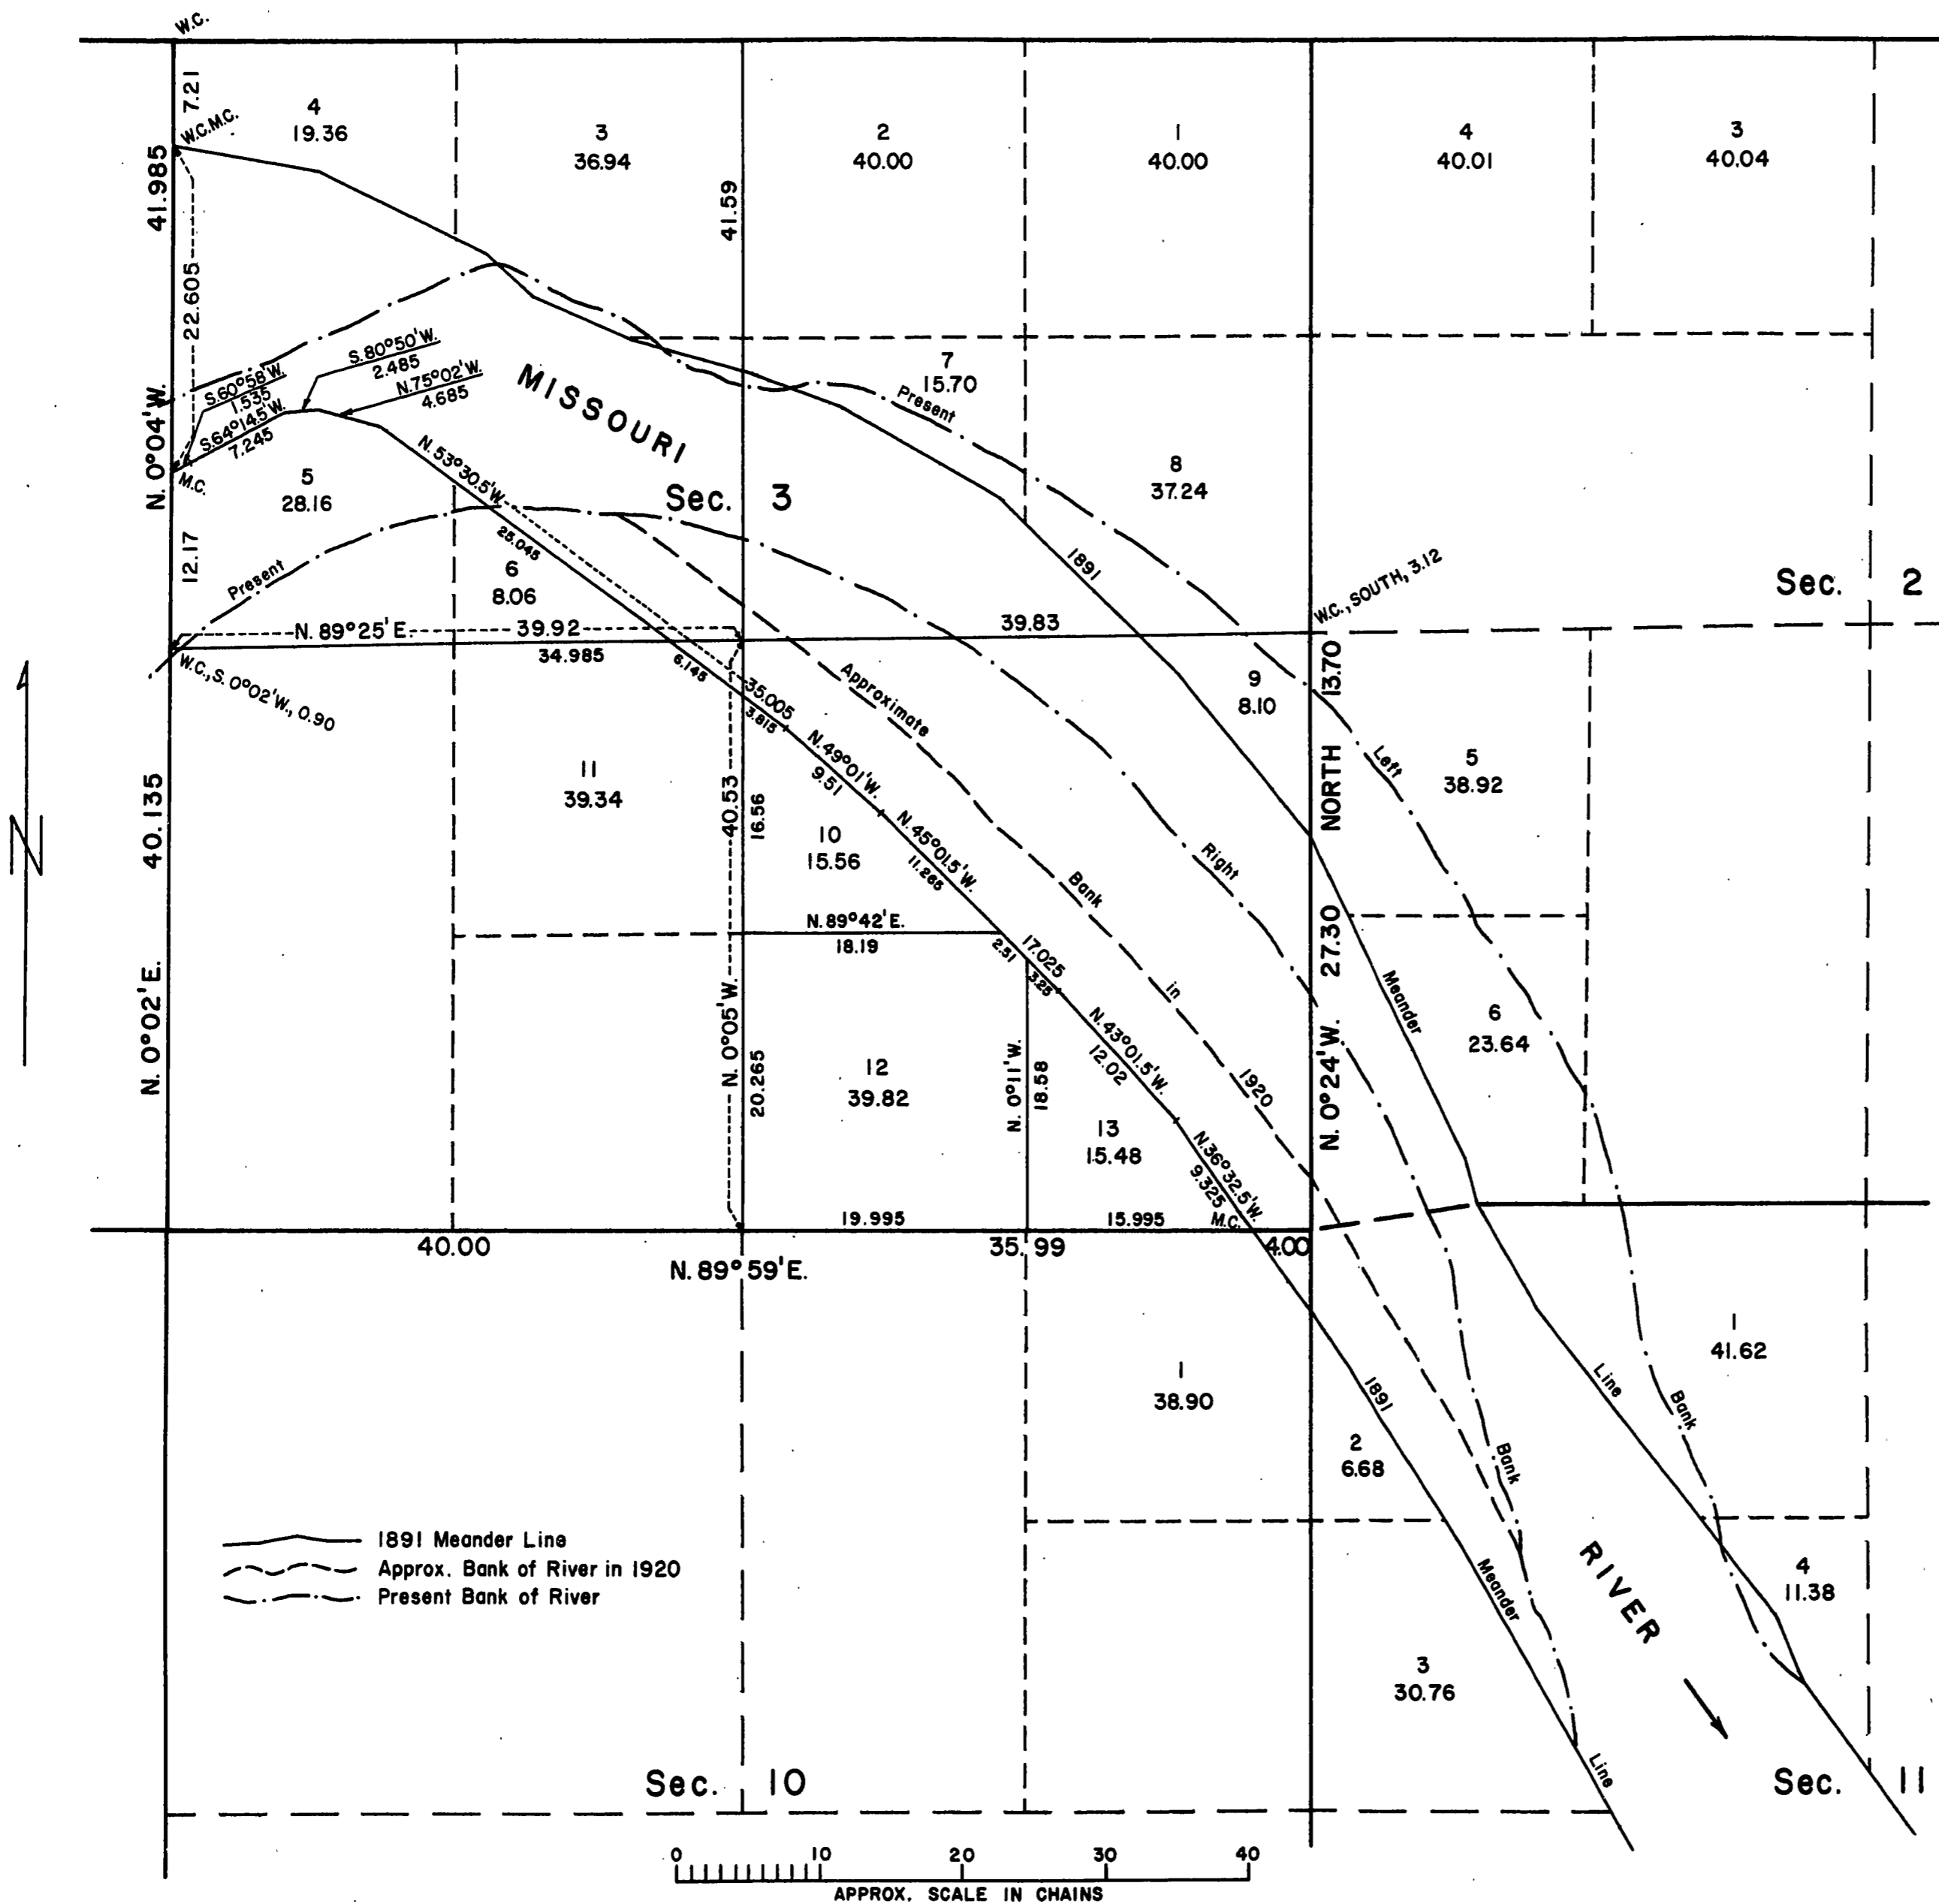 W.C.
7.21
4
19.36
3
36.94
2
40.00
1
40.00
4
40.01
3
40.04
W.C.M.C.
41.985
41.59
22.605
S. 80°50' W.
2.485
N. 75°02' W.
4.685
S. 60°58' W.
1.535
S. 64°14.5' W.
7.245
N. 0°04' W.
M.C.
MISSOURI
7
15.70
Present
8
37.24
5
28.16
N. 53°30.5' W.
Sec. 3
25.045
12.17
Present
6
8.06
1891
W.C., SOUTH, 3.12
Sec. 2
N. 89°25' E.
39.92
39.83
34.985
W.C., S. 0°02' W., 0.90
6.145
35.005
3.815
Approximate
9
8.10
13.70
NORTH
Left
5
38.92
N
40.135
11
39.34
40.53
16.56
N. 49°01' W.
9.51
10
15.56
N. 45°01.5' W.
11.265
Right
Bank
N. 89°42' E.
18.19
2.51
17.025
3.25
27.30
Meander
in
6
23.64
N. 0°02' E.
N. 0°05' W.
20.265
12
39.82
N. 0°11' W.
18.58
N. 43°01.5' W.
12.02
1920
N. 0°24' W.
13
15.48
N. 36°32.5' W.
9.325
19.995
15.995
M.C.
40.00
35.99
4.00
N. 89°59' E.
1
41.62
1
38.90
1891
Line
Bank
2
6.68
Bank
1891 Meander Line
Approx. Bank of River in 1920
Present Bank of River
RIVER
4
11.38
Meander
3
30.76
Line
Sec. 10
Sec. 11
0 10 20 30 40
APPROX. SCALE IN CHAINS